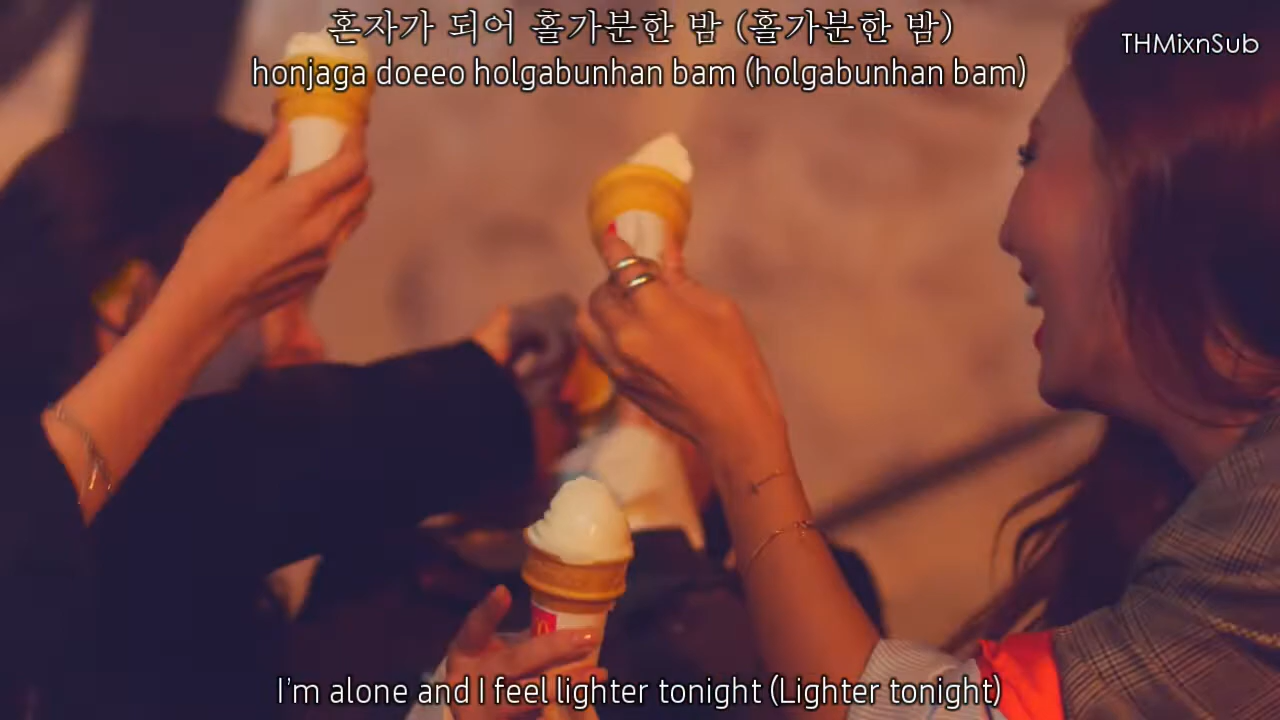 혼자가 되어 홀가분한 밤 (홀가분한 밤)
THMixnSub
honjaga doeeo holgabunhan bam (holgabunhan bam)
I'm alone and I feel lighter tonight (Lighter tonight)